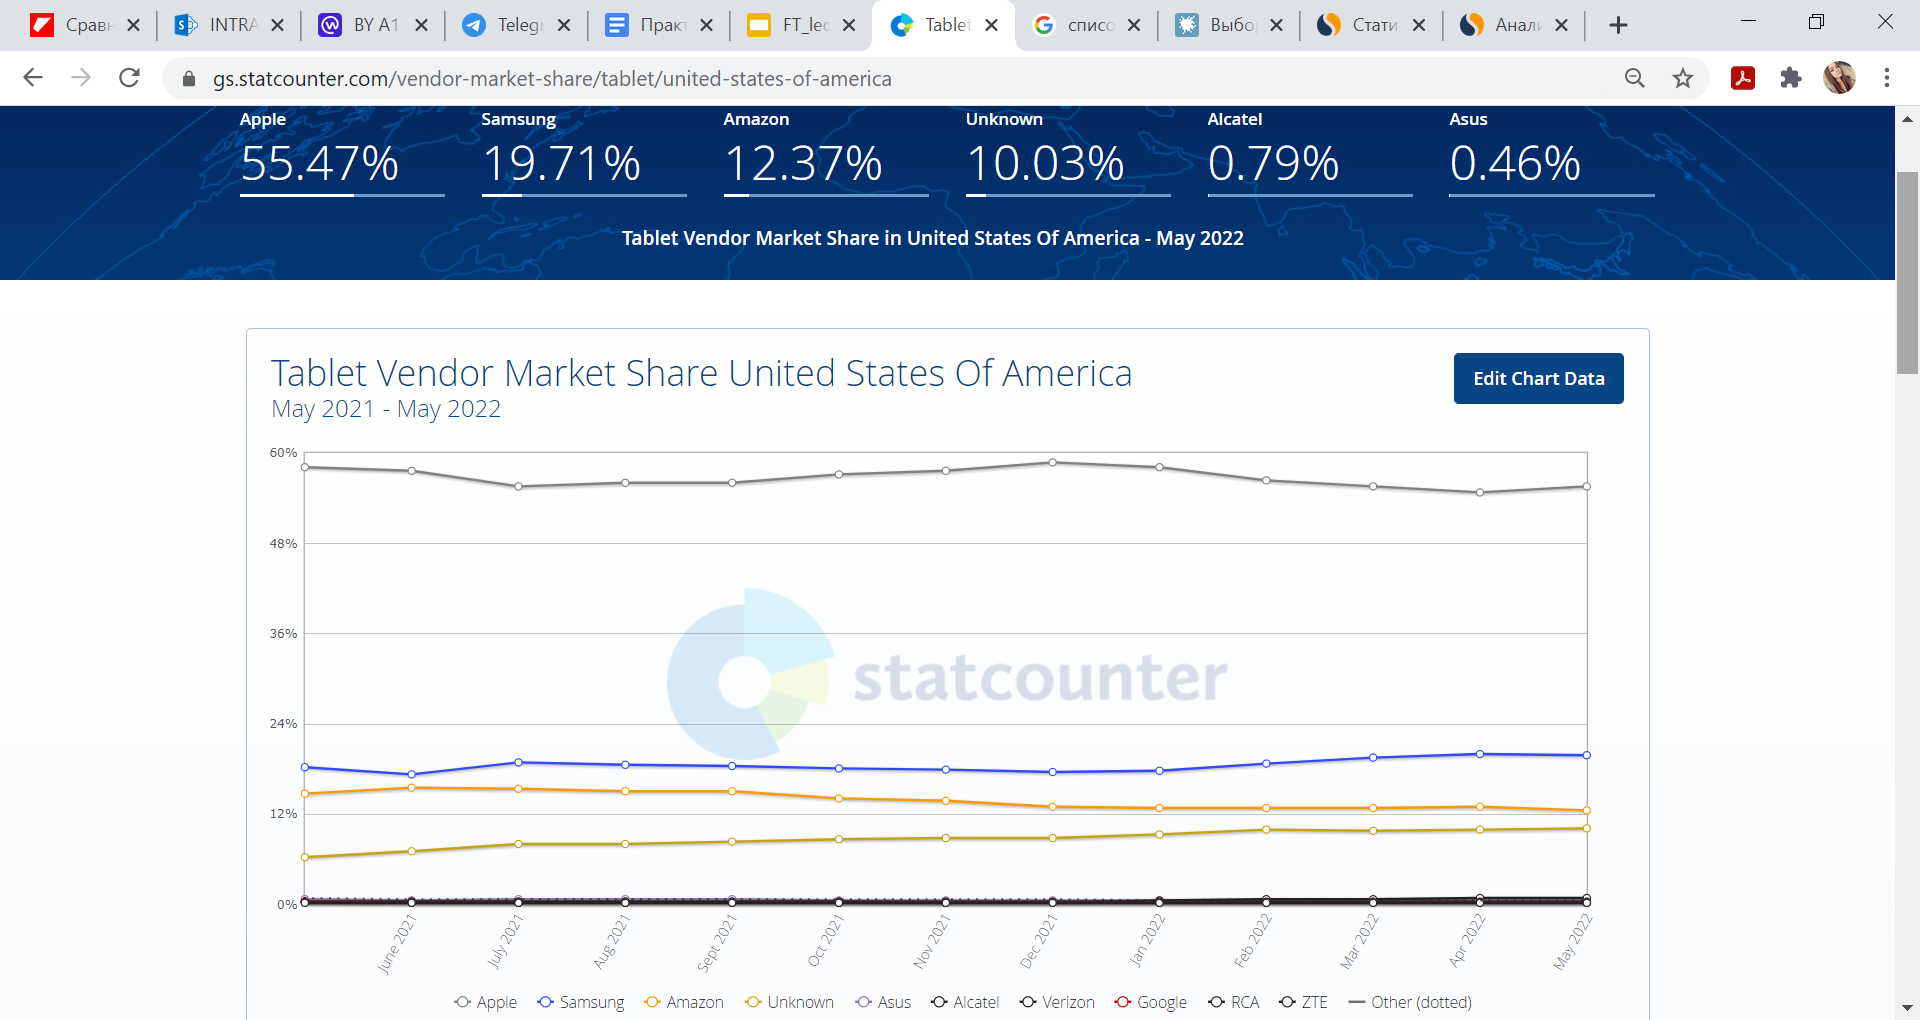 Сравн INTRA BY A1 Telegr Практ FT_lec Tablet списо Выбор Стати Анали
gs.statcounter.com/vendor-market-share/tablet/united-states-of-america
Apple Samsung Amazon Unknown Alcatel Asus
55.47% 19.71% 12.37% 10.03% 0.79% 0.46%
Tablet Vendor Market Share in United States Of America - May 2022
Tablet Vendor Market Share United States Of America
May 2021 - May 2022
Edit Chart Data
60%
48%
36%
statcounter
24%
12%
0%
June 2021 July 2021 Aug 2021 Sept 2021 Oct 2021 Nov 2021 Dec 2021 Jan 2022 Feb 2022 Mar 2022 Apr 2022 May 2022
Apple Samsung Amazon Unknown Asus Alcatel Verizon Google RCA ZTE Other (dotted)